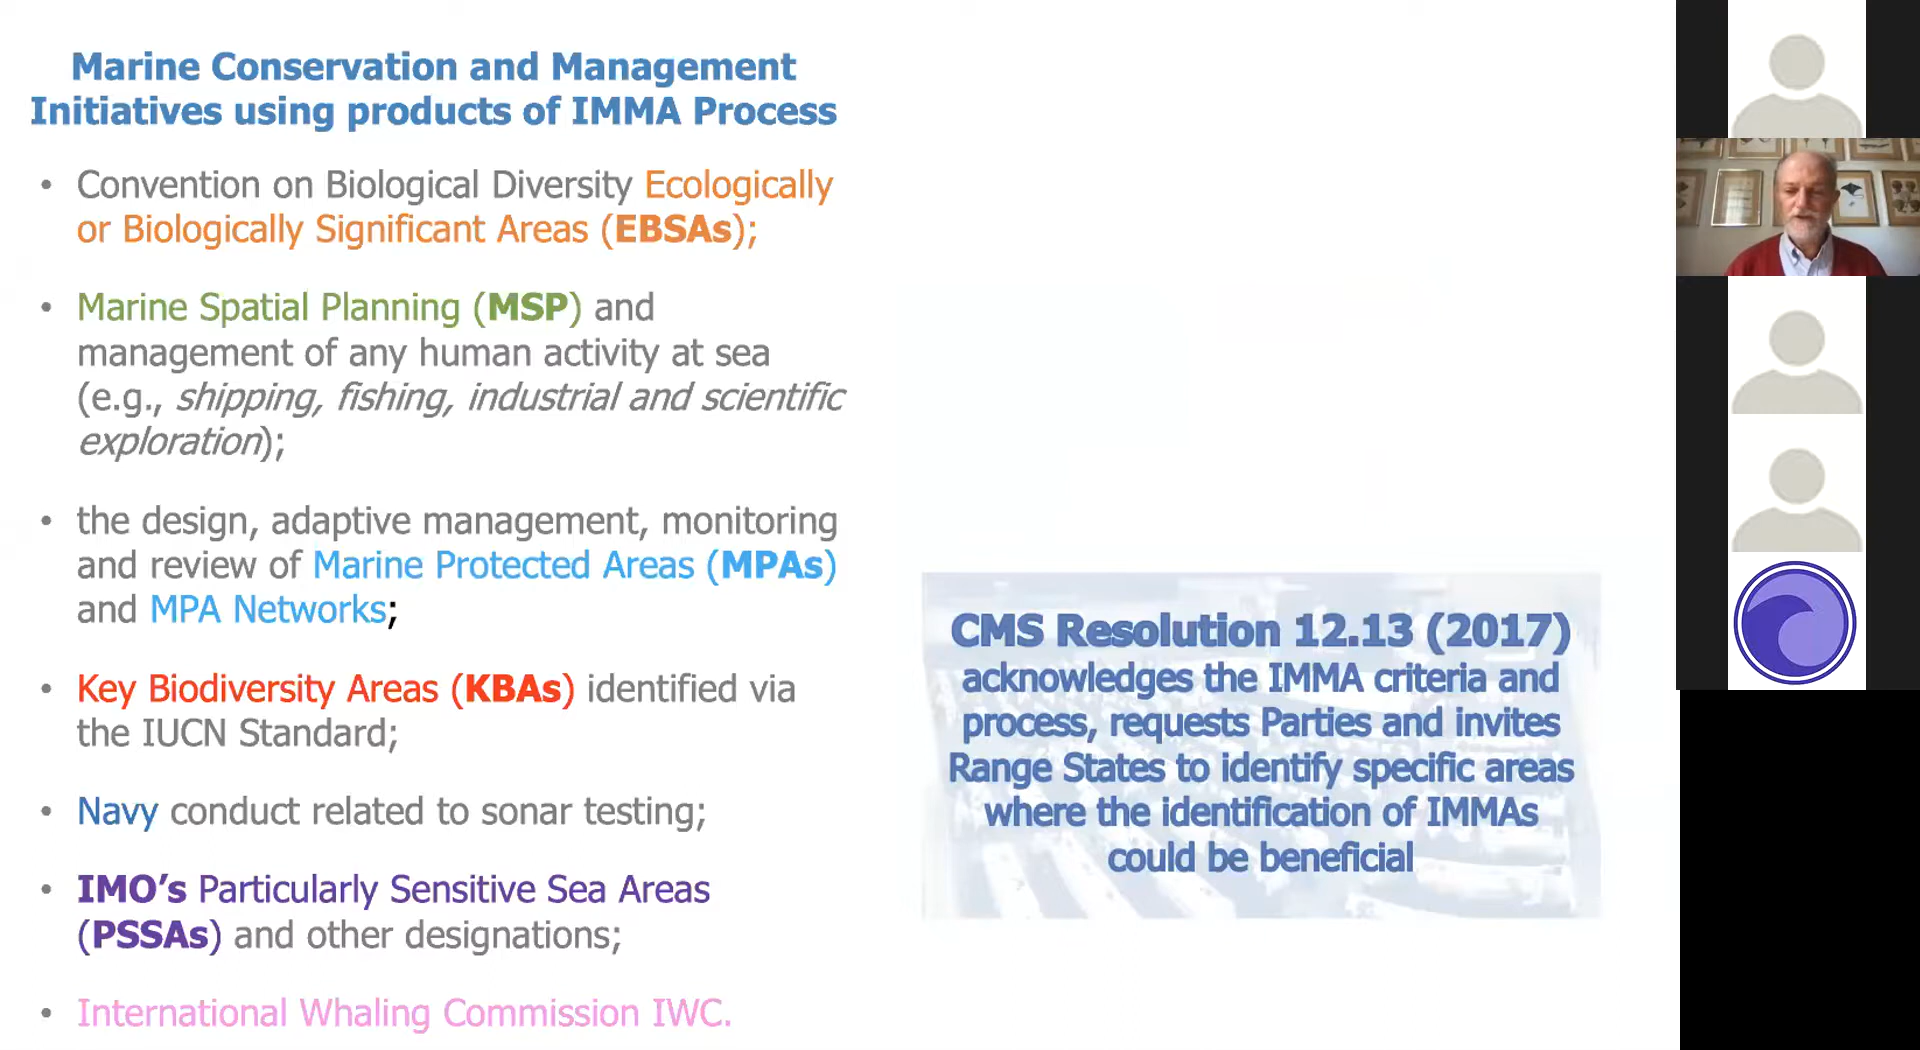 Marine Conservation and Management
Initiatives using products of IMMA Process
• Convention on Biological Diversity Ecologically
or Biologically Significant Areas (EBSAs);
• Marine Spatial Planning (MSP) and
management of any human activity at sea
(e.g., shipping, fishing, industrial and scientific
exploration);
• the design, adaptive management, monitoring
and review of Marine Protected Areas (MPAs)
and MPA Networks;
• Key Biodiversity Areas (KBAs) identified via
the IUCN Standard;
• Navy conduct related to sonar testing;
• IMO’s Particularly Sensitive Sea Areas
(PSSAs) and other designations;
• International Whaling Commission IWC.
CMS Resolution 12.13 (2017)
acknowledges the IMMA criteria and
process, requests Parties and invites
Range States to identify specific areas
where the identification of IMMAs
could be beneficial